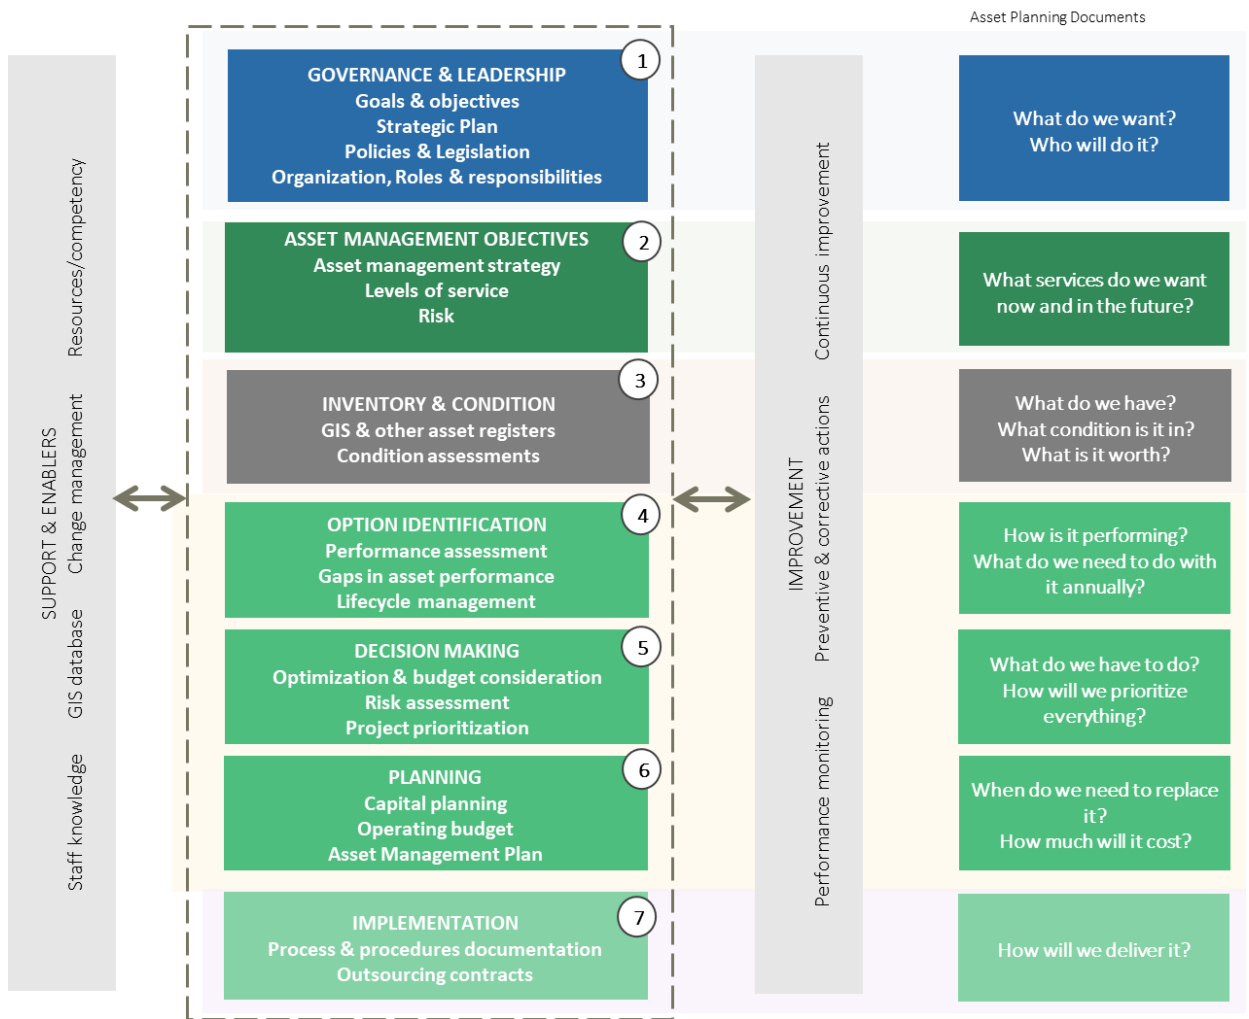 Asset Planning Documents
SUPPORT & ENABLERS
Staff knowledge GIS database Change management Resources/competency
1
GOVERNANCE & LEADERSHIP
Goals & objectives
Strategic Plan
Policies & Legislation
Organization, Roles & responsibilities
2
ASSET MANAGEMENT OBJECTIVES
Asset management strategy
Levels of service
Risk
3
INVENTORY & CONDITION
GIS & other asset registers
Condition assessments
4
OPTION IDENTIFICATION
Performance assessment
Gaps in asset performance
Lifecycle management
5
DECISION MAKING
Optimization & budget consideration
Risk assessment
Project prioritization
6
PLANNING
Capital planning
Operating budget
Asset Management Plan
7
IMPLEMENTATION
Process & procedures documentation
Outsourcing contracts
IMPROVEMENT
Performance monitoring Preventive & corrective actions Continuous improvement
What do we want?
Who will do it?
What services do we want
now and in the future?
What do we have?
What condition is it in?
What is it worth?
How is it performing?
What do we need to do with
it annually?
What do we have to do?
How will we prioritize
everything?
When do we need to replace
it?
How much will it cost?
How will we deliver it?